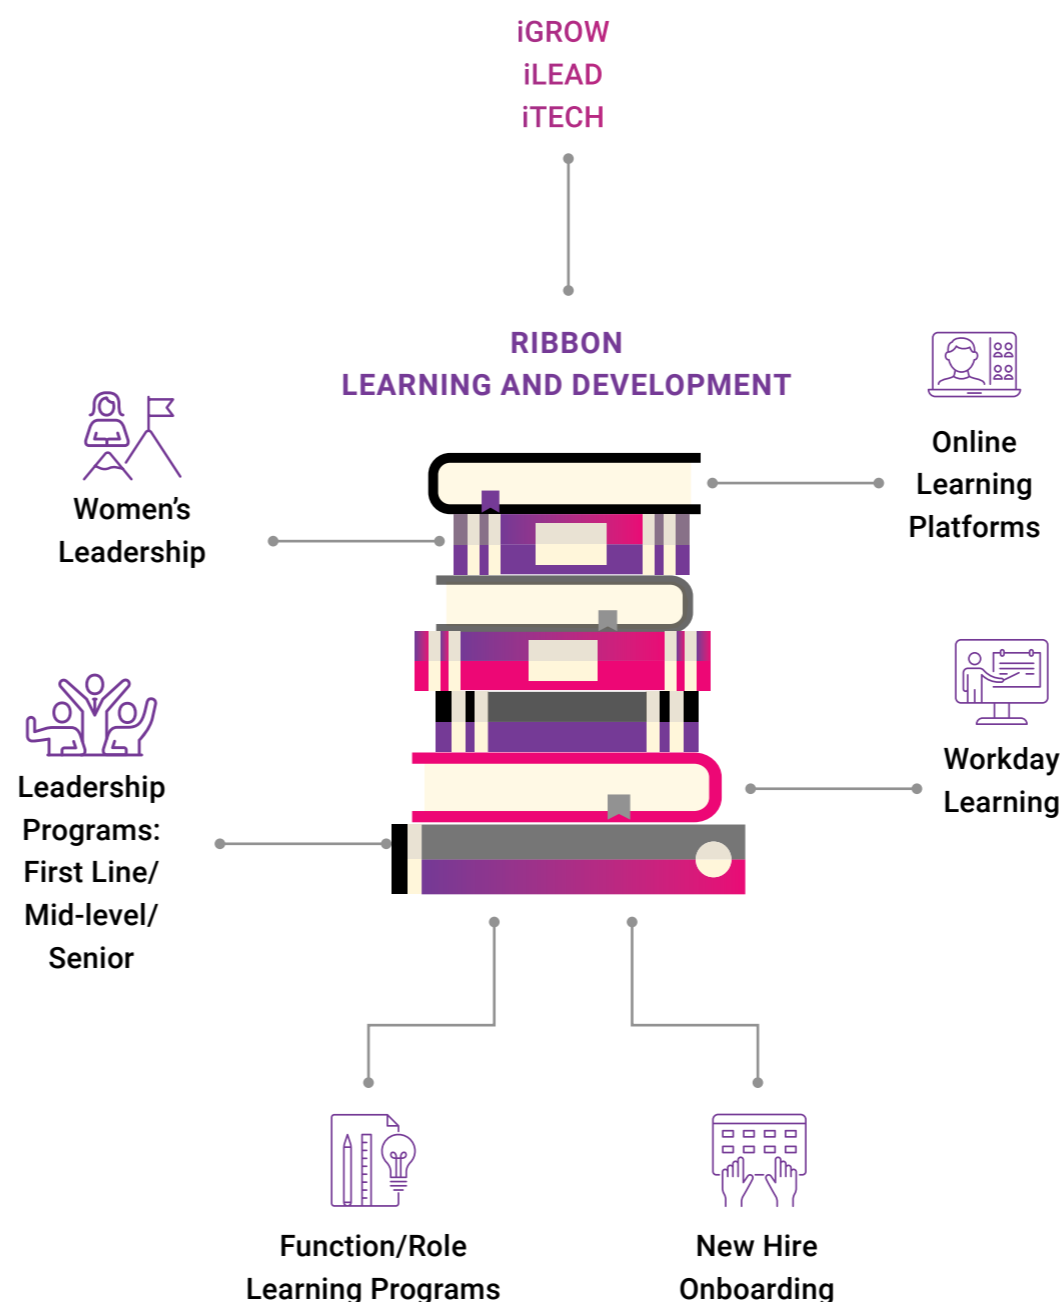 iGROW
iLEAD
iTECH
RIBBON
LEARNING AND DEVELOPMENT
Women’s
Leadership
Online
Learning
Platforms
Leadership
Programs:
First Line/
Mid-level/
Senior
Workday
Learning
Function/Role
Learning Programs
New Hire
Onboarding